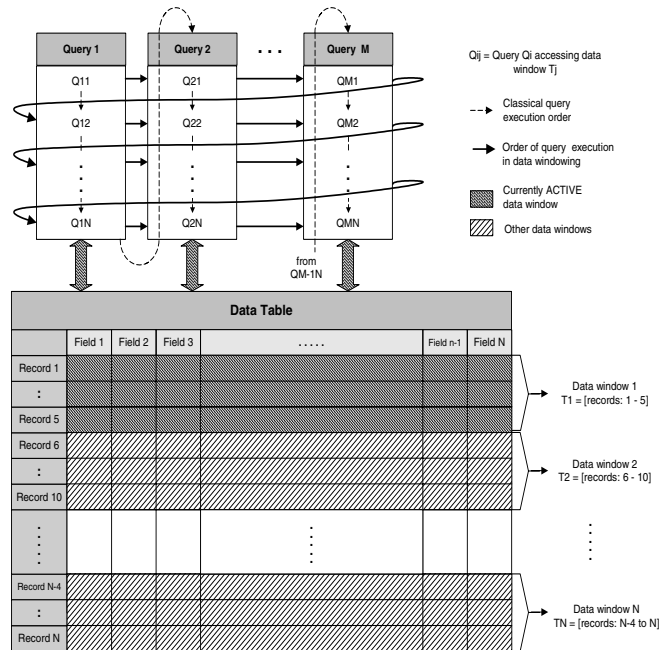 Query 1
Query 2
. . .
Query M
Q11
Q21
QM1
Q12
Q22
QM2
Q1N
Q2N
QMN
from
QM-1N
Qij = Query Qi accessing data
window Tj
Classical query
execution order
Order of query execution
in data windowing
Currently ACTIVE
data window
Other data windows
Data Table
Field 1
Field 2
Field 3
. . . . .
Field n-1
Field N
Record 1
:
Record 5
Record 6
:
Record 10
Record N-4
:
Record N
Data window 1
T1 = [records: 1 - 5]
Data window 2
T2 = [records: 6 - 10]
Data window N
TN = [records: N-4 to N]